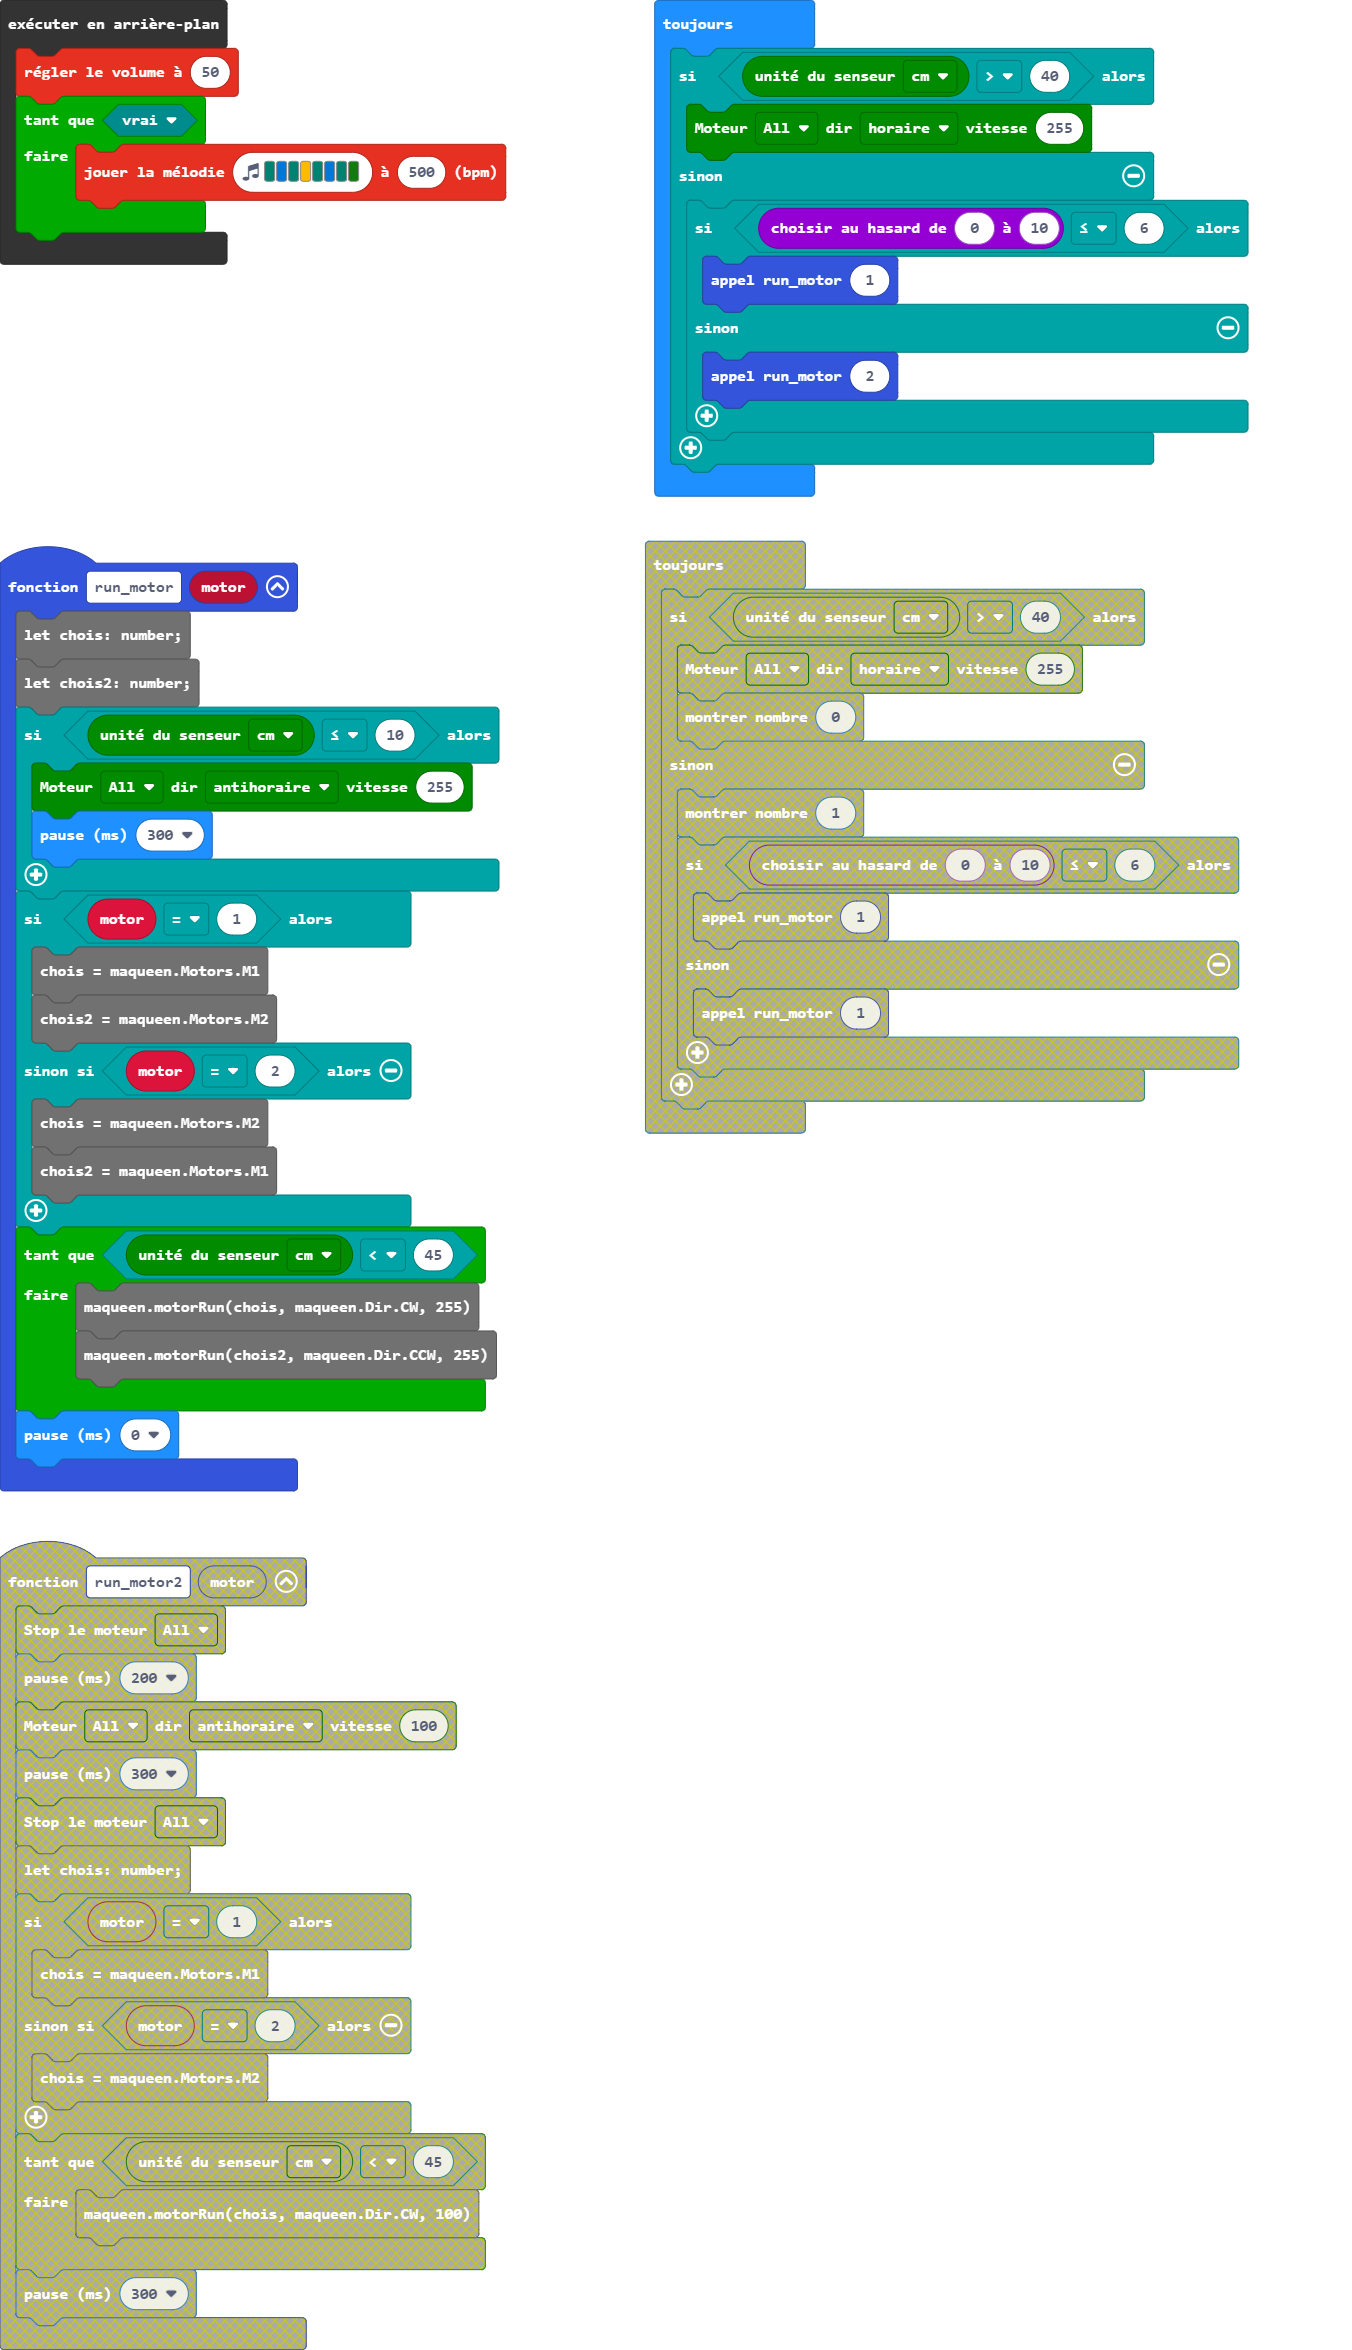 exécuter en arrière-plan
régler le volume à 50
tant que vrai
faire jouer la mélodie à 500 (bpm)
toujours
si unité du senseur cm > 40 alors
Moteur All dir horaire vitesse 255
sinon
si choisir au hasard de 0 à 10 ≤ 6 alors
appel run_motor 1
sinon
appel run_motor 2
fonction run_motor motor
let chois: number;
let chois2: number;
si unité du senseur cm ≤ 10 alors
Moteur All dir antihoraire vitesse 255
pause (ms) 300
si motor = 1 alors
chois = maqueen.Motors.M1
chois2 = maqueen.Motors.M2
sinon si motor = 2 alors
chois = maqueen.Motors.M2
chois2 = maqueen.Motors.M1
tant que unité du senseur cm < 45
faire maqueen.motorRun(chois, maqueen.Dir.CW, 255)
maqueen.motorRun(chois2, maqueen.Dir.CCW, 255)
pause (ms) 0
toujours
si unité du senseur cm > 40 alors
Moteur All dir horaire vitesse 255
montrer nombre 0
sinon
montrer nombre 1
si choisir au hasard de 0 à 10 ≤ 6 alors
appel run_motor 1
sinon
appel run_motor 1
fonction run_motor2 motor
Stop le moteur All
pause (ms) 200
Moteur All dir antihoraire vitesse 100
pause (ms) 300
Stop le moteur All
let chois: number;
si motor = 1 alors
chois = maqueen.Motors.M1
sinon si motor = 2 alors
chois = maqueen.Motors.M2
tant que unité du senseur cm < 45
faire maqueen.motorRun(chois, maqueen.Dir.CW, 100)
pause (ms) 300